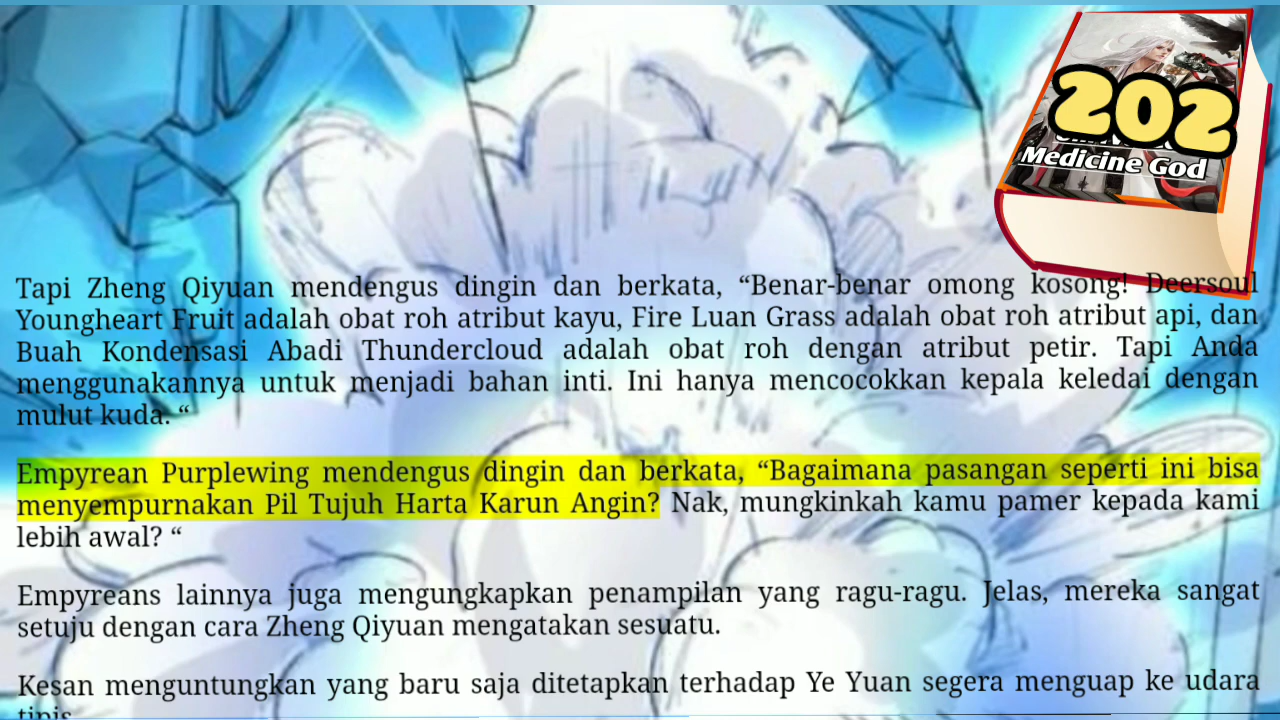 202
Medicine God
Tapi Zheng Qiyuan mendengus dingin dan berkata, “Benar-benar omong kosong! Deersoul
Youngheart Fruit adalah obat roh atribut kayu, Fire Luan Grass adalah obat roh atribut api, dan
Buah Kondensasi Abadi Thundercloud adalah obat roh dengan atribut petir. Tapi Anda
menggunakannya untuk menjadi bahan inti. Ini hanya mencocokkan kepala keledai dengan
mulut kuda. “
Empyrean Purplewing mendengus dingin dan berkata, “Bagaimana pasangan seperti ini bisa
menyempurnakan Pil Tujuh Harta Karun Angin? Nak, mungkinkah kamu pamer kepada kami
lebih awal? “
Empyreans lainnya juga mengungkapkan penampilan yang ragu-ragu. Jelas, mereka sangat
setuju dengan cara Zheng Qiyuan mengatakan sesuatu.
Kesan menguntungkan yang baru saja ditetapkan terhadap Ye Yuan segera menguap ke udara
tipis